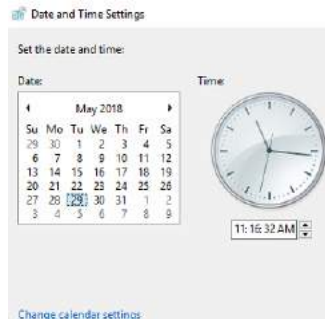 Date and Time Settings
Set the date and time:
Date:
Time:
May 2018
Su Mo Tu We Th Fr Sa
29 30 1 2 3 4 5
6 7 8 9 10 11 12
13 14 15 16 17 18 19
20 21 22 23 24 25 26
27 28 29 30 31 1 2
3 4 5 6 7 8 9
11:16:32 AM
Change calendar settings